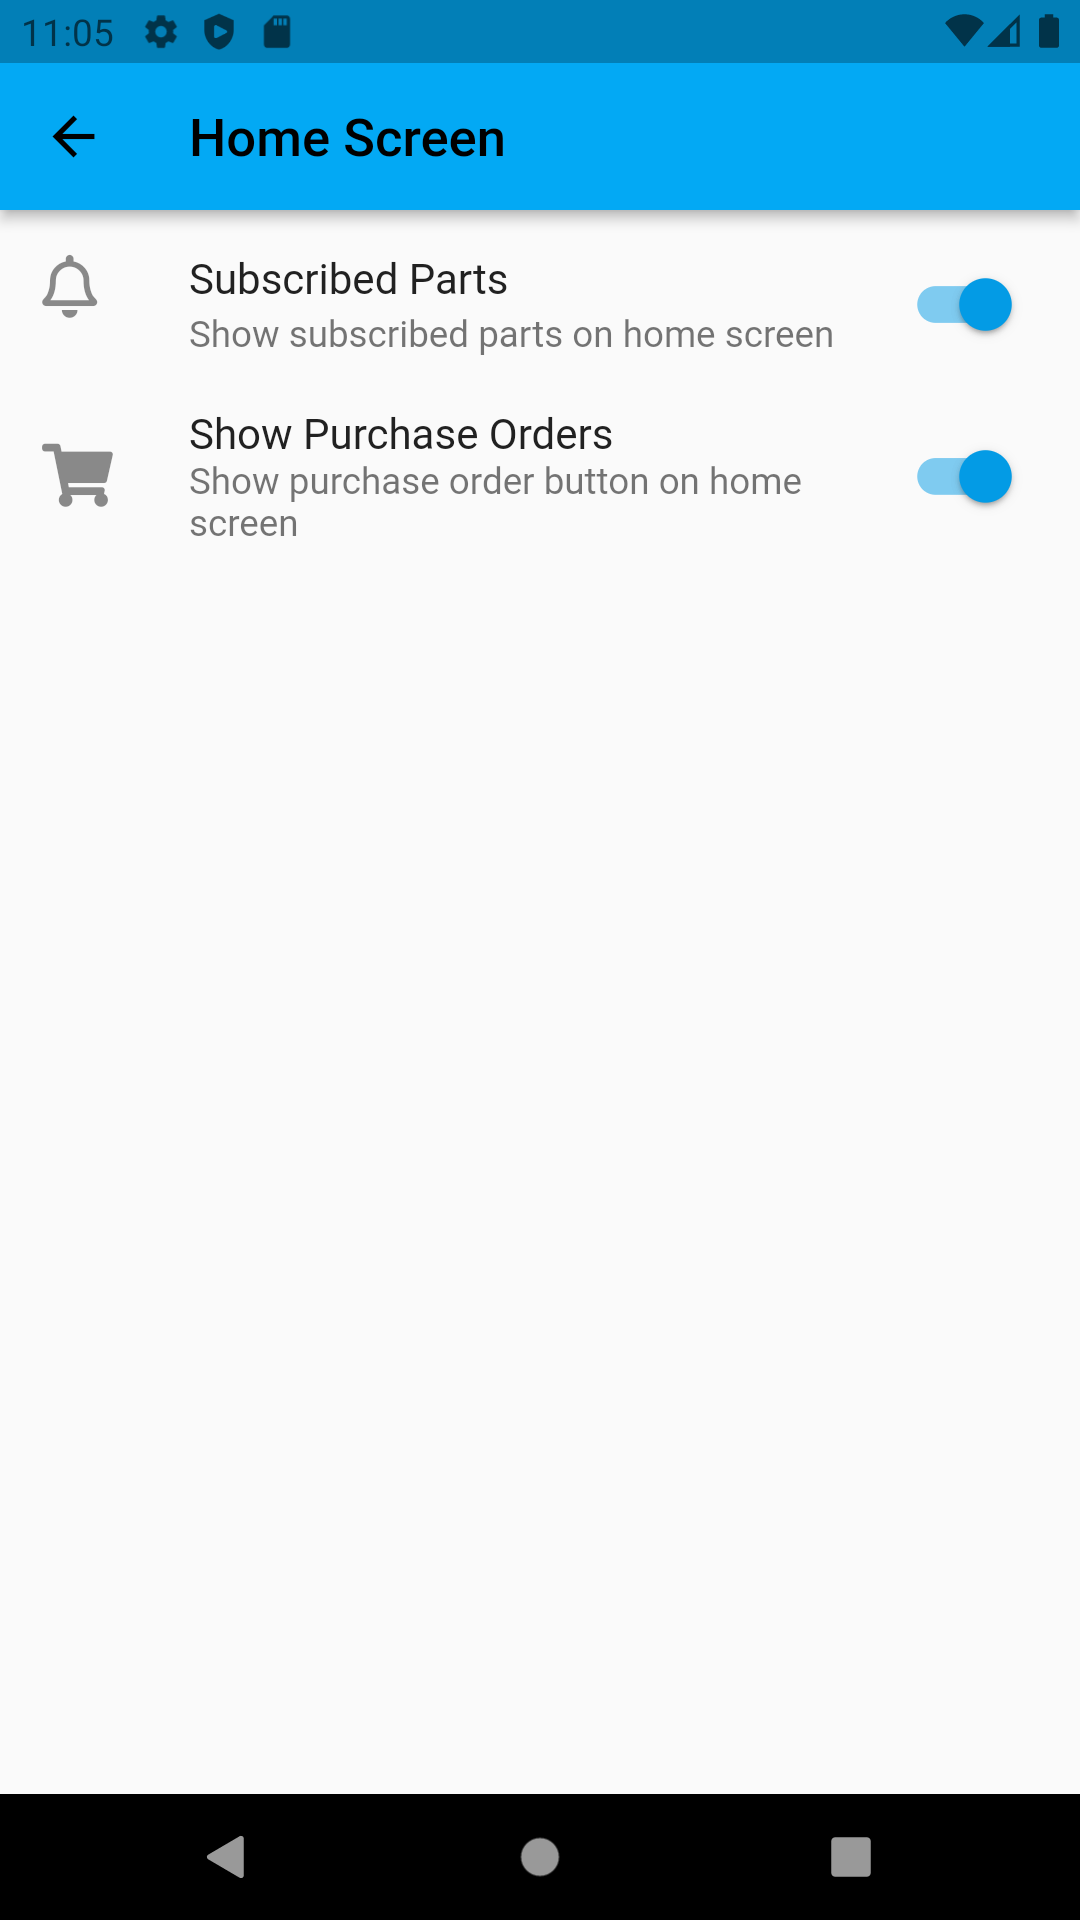 11:05
Home Screen
Subscribed Parts
Show subscribed parts on home screen
Show Purchase Orders
Show purchase order button on home
screen